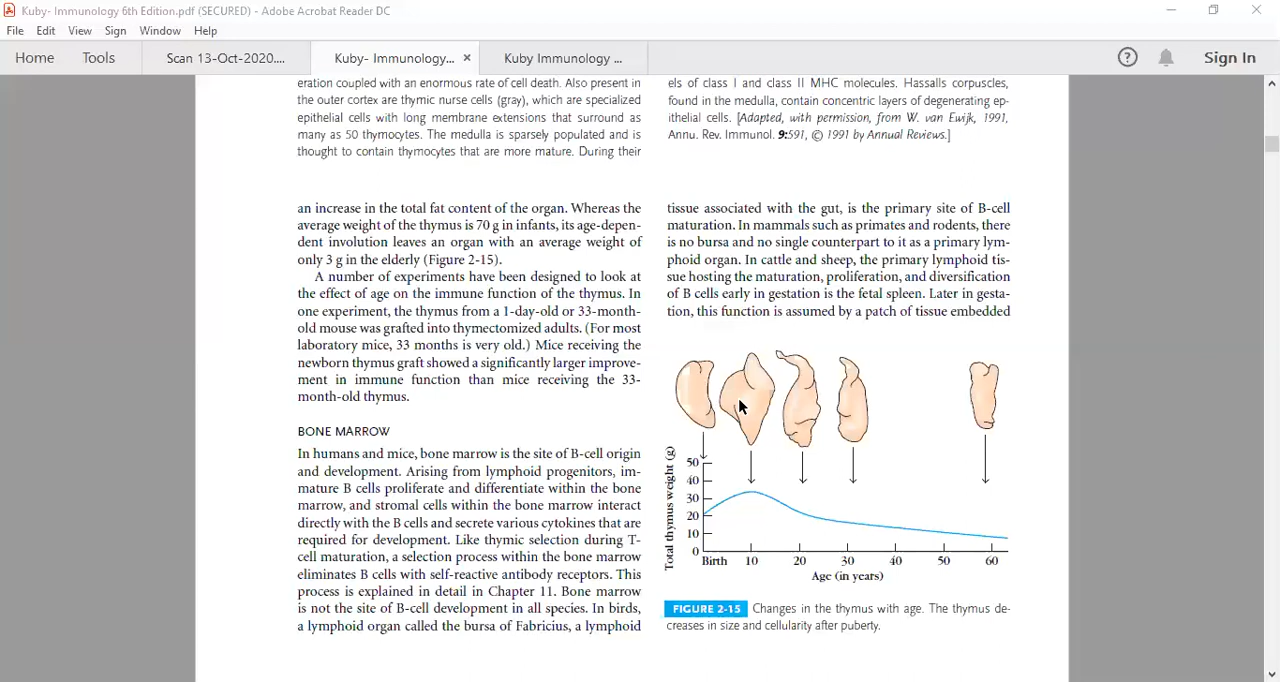 Kuby- Immunology 6th Edition.pdf (SECURED) - Adobe Acrobat Reader DC
File Edit View Sign Window Help
Home Tools Scan 13-Oct-2020.... Kuby- Immunology... × Kuby Immunology ... ? Sign In
eration coupled with an enormous rate of cell death. Also present in
the outer cortex are thymic nurse cells (gray), which are specialized
epithelial cells with long membrane extensions that surround as
many as 50 thymocytes. The medulla is sparsely populated and is
thought to contain thymocytes that are more mature. During their
els of class I and class II MHC molecules. Hassalls corpuscles,
found in the medulla, contain concentric layers of degenerating ep-
ithelial cells. [Adapted, with permission, from W. van Ewijk, 1991,
Annu. Rev. Immunol. 9:591, © 1991 by Annual Reviews.]
an increase in the total fat content of the organ. Whereas the
average weight of the thymus is 70 g in infants, its age-depen-
dent involution leaves an organ with an average weight of
only 3 g in the elderly (Figure 2-15).
A number of experiments have been designed to look at
the effect of age on the immune function of the thymus. In
one experiment, the thymus from a 1-day-old or 33-month-
old mouse was grafted into thymectomized adults. (For most
laboratory mice, 33 months is very old.) Mice receiving the
newborn thymus graft showed a significantly larger improve-
ment in immune function than mice receiving the 33-
month-old thymus.
BONE MARROW
In humans and mice, bone marrow is the site of B-cell origin
and development. Arising from lymphoid progenitors, im-
mature B cells proliferate and differentiate within the bone
marrow, and stromal cells within the bone marrow interact
directly with the B cells and secrete various cytokines that are
required for development. Like thymic selection during T-
cell maturation, a selection process within the bone marrow
eliminates B cells with self-reactive antibody receptors. This
process is explained in detail in Chapter 11. Bone marrow
is not the site of B-cell development in all species. In birds,
a lymphoid organ called the bursa of Fabricius, a lymphoid
tissue associated with the gut, is the primary site of B-cell
maturation. In mammals such as primates and rodents, there
is no bursa and no single counterpart to it as a primary lym-
phoid organ. In cattle and sheep, the primary lymphoid tis-
sue hosting the maturation, proliferation, and diversification
of B cells early in gestation is the fetal spleen. Later in gesta-
tion, this function is assumed by a patch of tissue embedded
Total thymus weight (g)
50
40
30
20
10
0
Birth 10 20 30 40 50 60
Age (in years)
FIGURE 2-15 Changes in the thymus with age. The thymus de-
creases in size and cellularity after puberty.